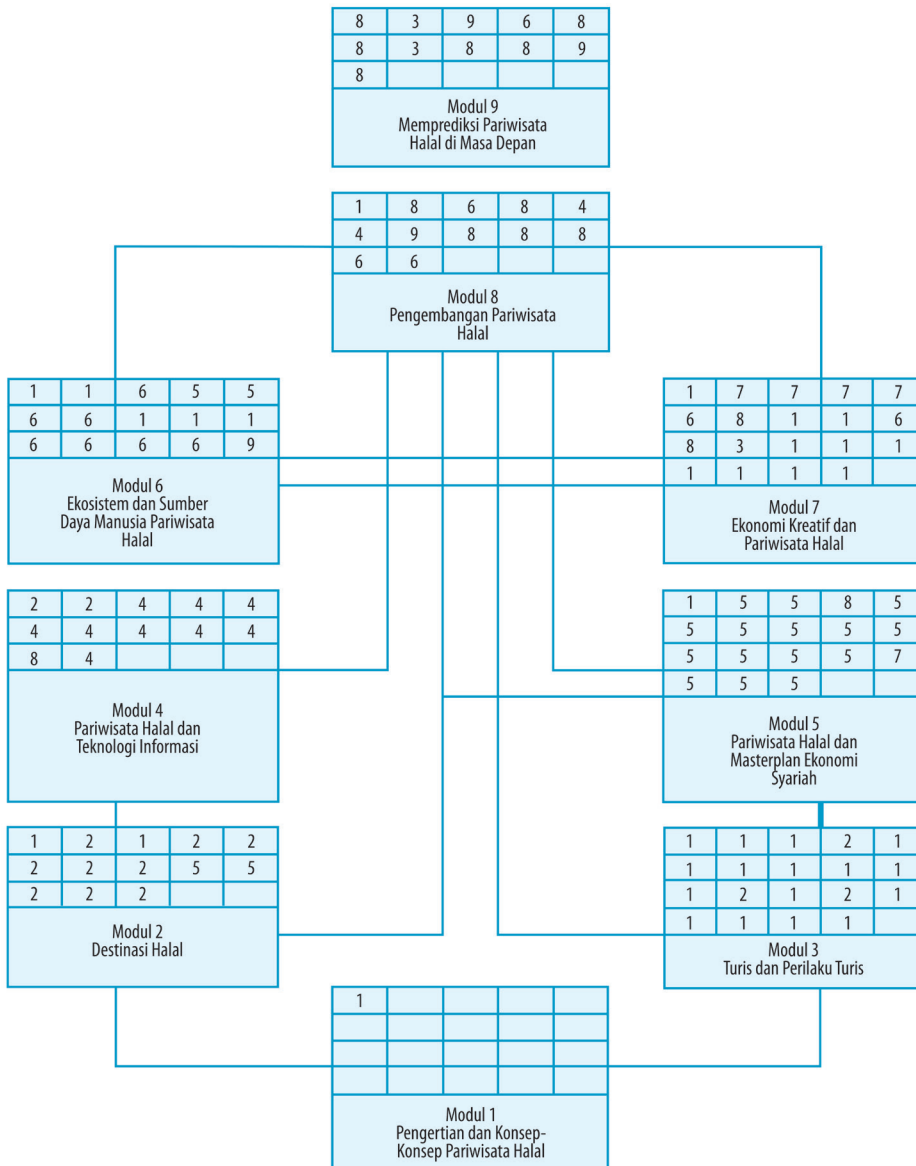 8 3 9 6 8
8 3 8 8 9
8
Modul 9
Memprediksi Pariwisata
Halal di Masa Depan
1 8 6 8 4
4 9 8 8 8
6 6
Modul 8
Pengembangan Pariwisata
Halal
1 1 6 5 5
6 6 1 1 1
6 6 6 6 9
Modul 6
Ekosistem dan Sumber
Daya Manusia Pariwisata
Halal
1 7 7 7 7
6 8 1 1 6
8 3 1 1 1
1 1 1 1
Modul 7
Ekonomi Kreatif dan
Pariwisata Halal
2 2 4 4 4
4 4 4 4 4
8 4
Modul 4
Pariwisata Halal dan
Teknologi Informasi
1 5 5 8 5
5 5 5 5 5
5 5 5 5 7
5 5 5
Modul 5
Pariwisata Halal dan
Masterplan Ekonomi
Syariah
1 2 1 2 2
2 2 2 5 5
2 2 2
Modul 2
Destinasi Halal
1 1 1 2 1
1 1 1 1 1
1 2 1 2 1
1 1 1 1
Modul 3
Turis dan Perilaku Turis
1
Modul 1
Pengertian dan Konsep-
Konsep Pariwisata Halal